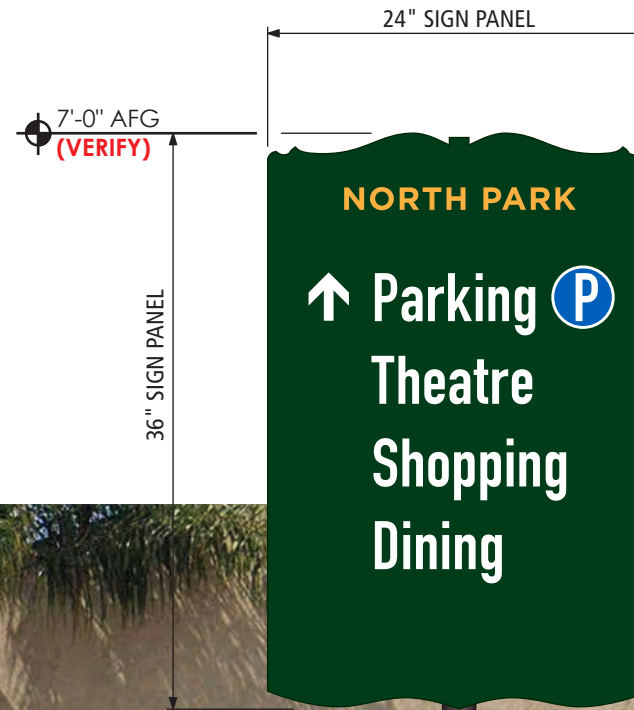 24" SIGN PANEL
7'-0" AFG
(VERIFY)
36" SIGN PANEL
NORTH PARK
Parking P
Theatre
Shopping
Dining